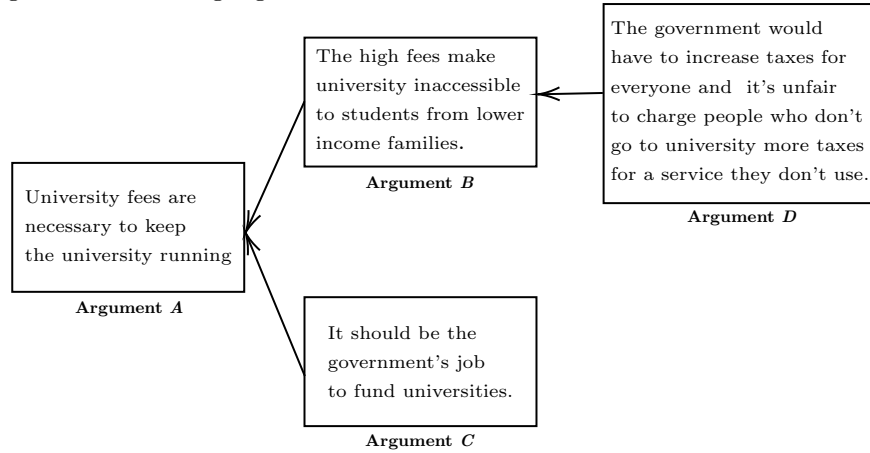 The government would
have to increase taxes for
everyone and it's unfair
to charge people who don't
go to university more taxes
for a service they don't use.
Argument D
The high fees make
university inaccessible
to students from lower
income families.
Argument B
University fees are
necessary to keep
the university running
Argument A
It should be the
government's job
to fund universities.
Argument C